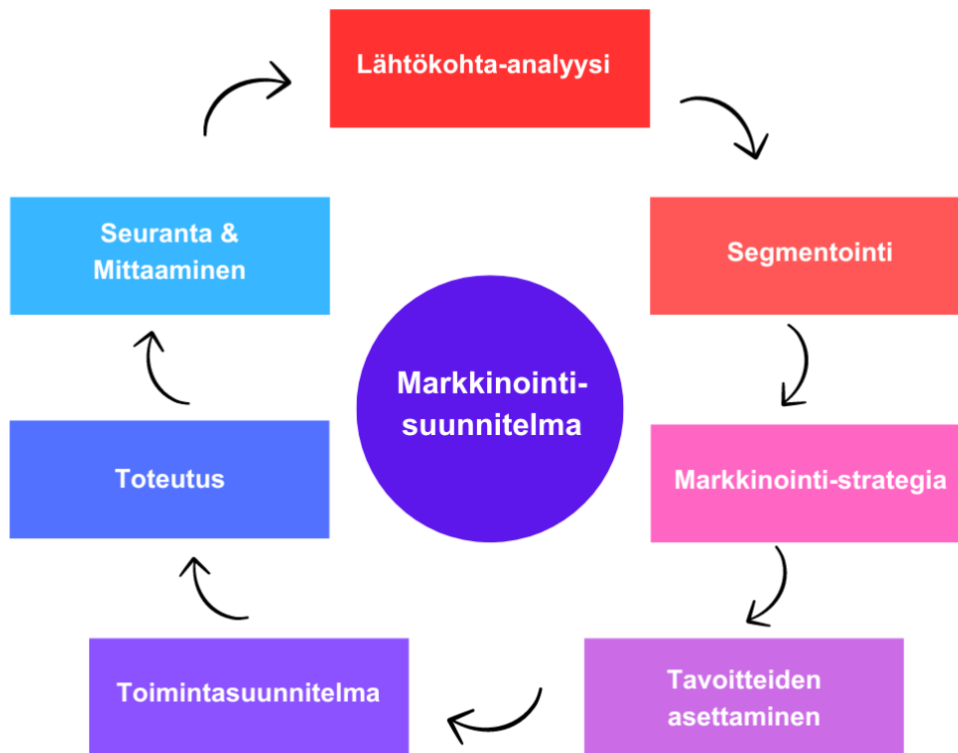 Lähtökohta-analyysi
Segmentointi
Markkinointi-strategia
Tavoitteiden
asettaminen
Toimintasuunnitelma
Toteutus
Seuranta &
Mittaaminen
Markkinointi-
suunnitelma